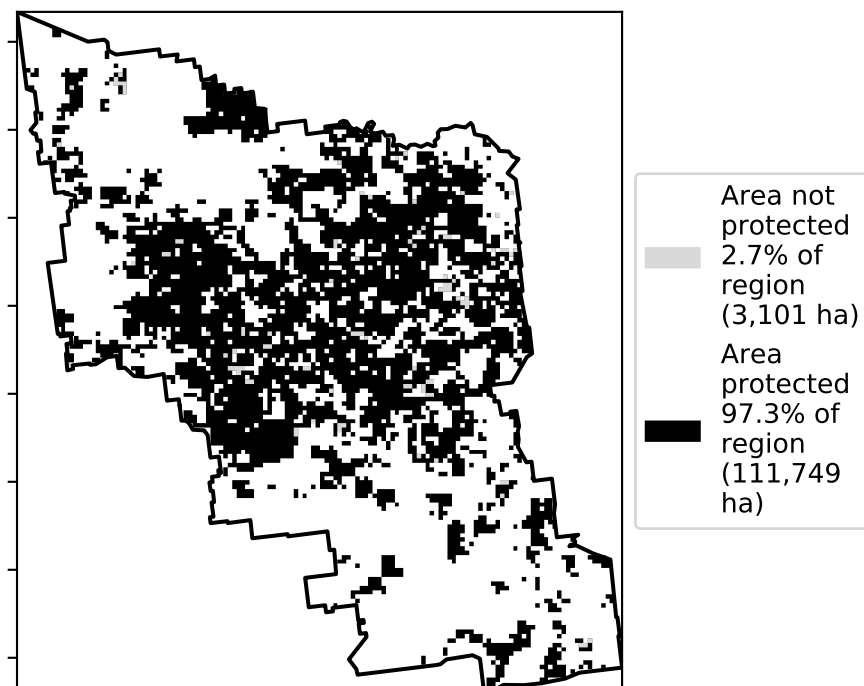 Area not
protected
2.7% of
region
(3,101 ha)
Area
protected
97.3% of
region
(111,749
ha)